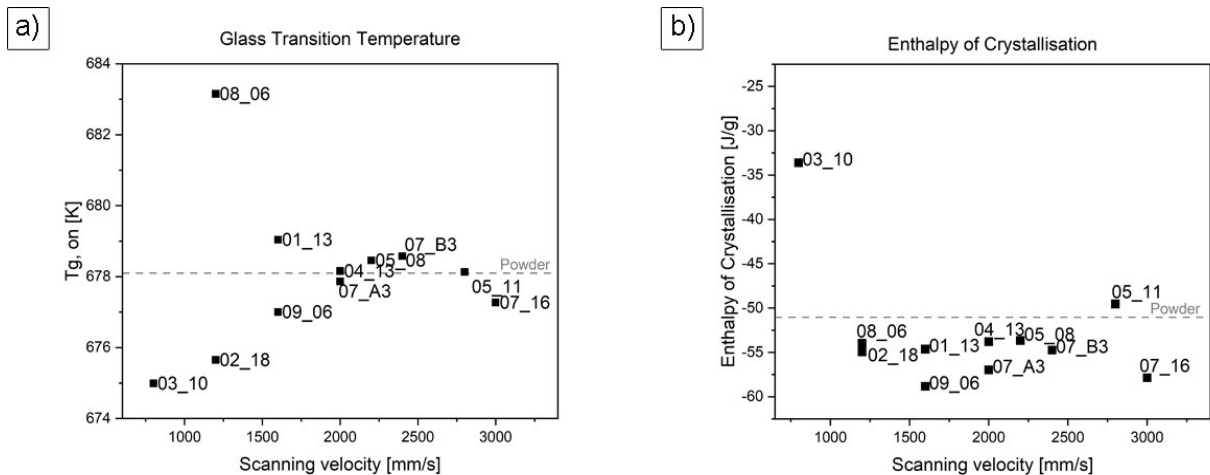 a)
Glass Transition Temperature
Tg, on [K]
684
682
680
678
676
674
08_06
01_13
07_B3
05_08
04_13
Powder
07_A3
05_11
09_06
07_16
02_18
03_10
1000 1500 2000 2500 3000
Scanning velocity [mm/s]
b)
Enthalpy of Crystallisation
Enthalpy of Crystallisation [J/g]
-25
-30
-35
-40
-45
-50
-55
-60
03_10
05_11
Powder
08_06
04_13
05_08
02_18
01_13
07_B3
07_A3
07_16
09_06
1000 1500 2000 2500 3000
Scanning velocity [mm/s]